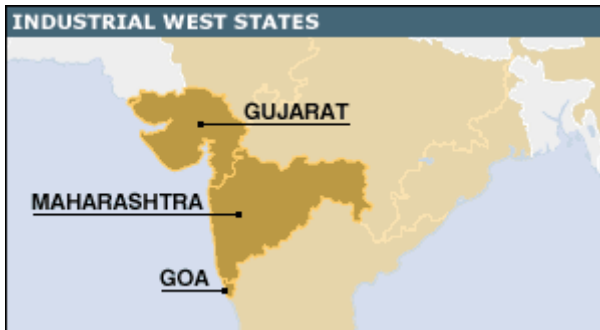 INDUSTRIAL WEST STATES
GUJARAT
MAHARASHTRA
GOA